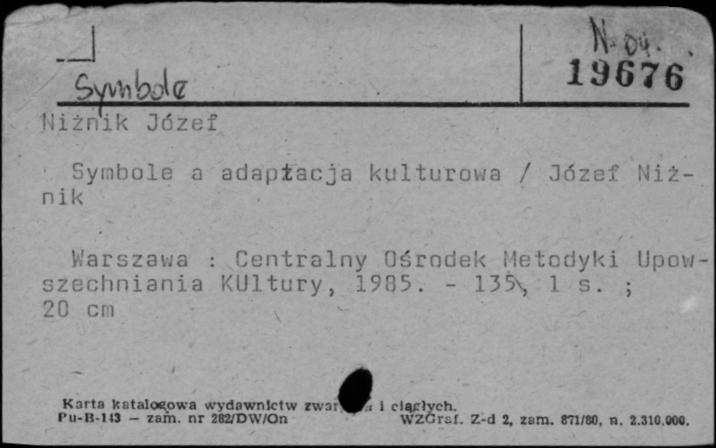 N. 04.
19676
Symbole
Niżnik Józef
Symbole a adaptacja kulturowa / Józef Niż-
nik
Warszawa : Centralny Ośrodek Metodyki Upow-
szechniania KUltury, 1985. - 135, 1 s. ;
20 cm
Karta katalogowa wydawnictw i ciągłych.
Pu-B-143 — zam. nr 282/DW/On WZGraf. Z-d 2, zam. 871/80, n. 2.310.000.